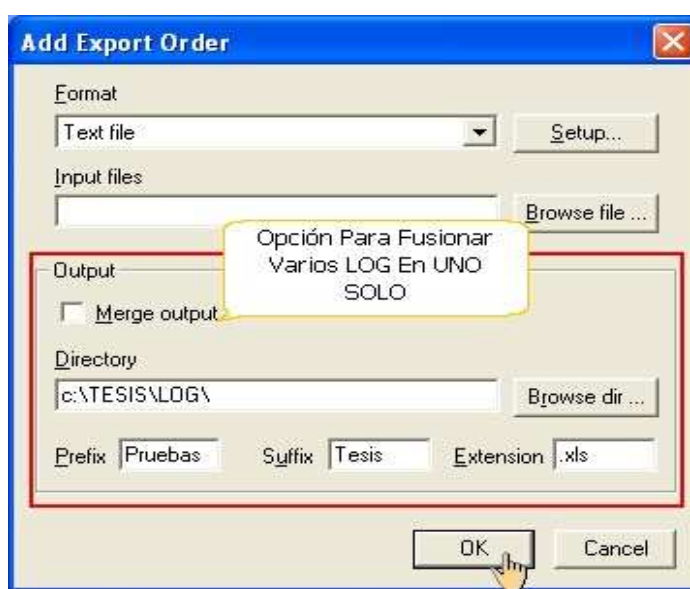 Add Export Order
Format
Text file
Setup...
Input files
Browse file ...
Opción Para Fusionar
Varios LOG En UNO
SOLO
Output
Merge output
Directory
c:\TESIS\LOG\
Browse dir ...
Prefix Pruebas Suffix Tesis Extension .xls
OK Cancel